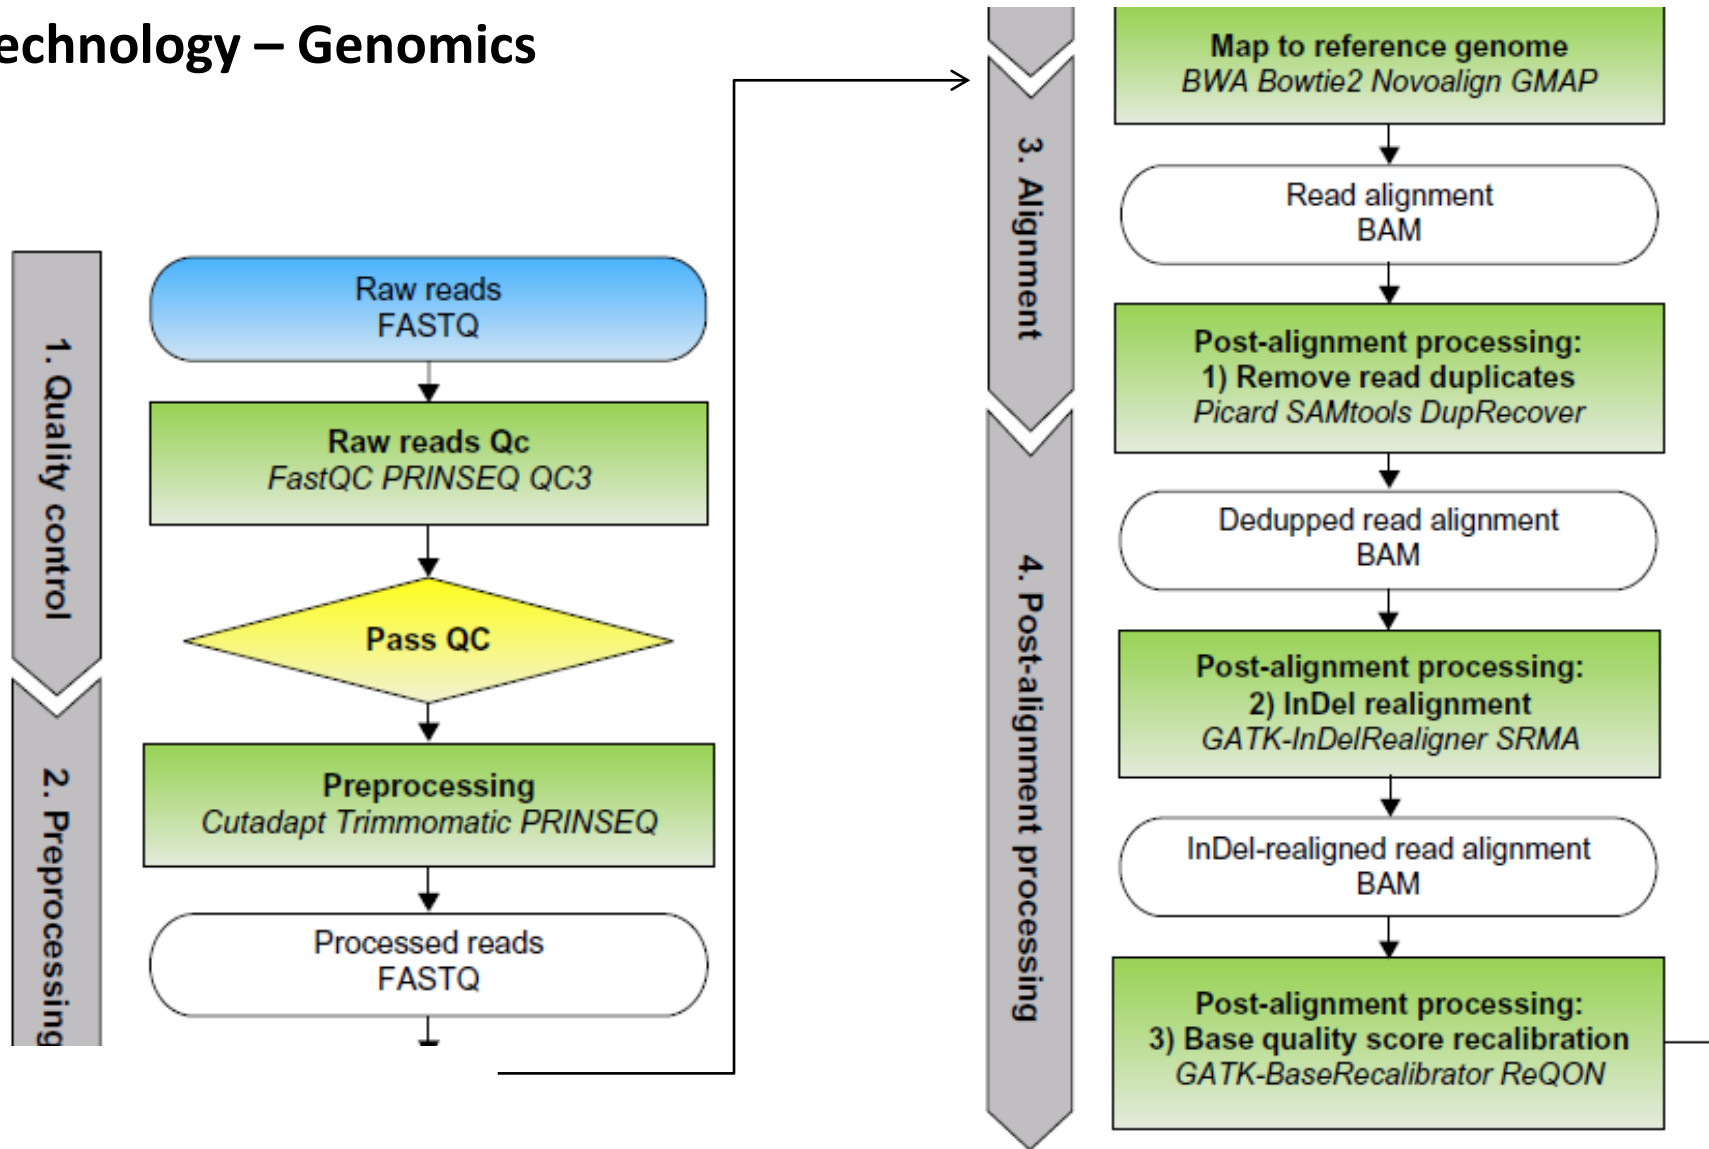 echnology – Genomics
1. Quality control
Raw reads
FASTQ
Raw reads Qc
FastQC PRINSEQ QC3
Pass QC
2. Preprocessing
Preprocessing
Cutadapt Trimmomatic PRINSEQ
Processed reads
FASTQ
3. Alignment
Map to reference genome
BWA Bowtie2 Novoalign GMAP
Read alignment
BAM
4. Post-alignment processing
Post-alignment processing:
1) Remove read duplicates
Picard SAMtools DupRecover
Dedupped read alignment
BAM
Post-alignment processing:
2) InDel realignment
GATK-InDelRealigner SRMA
InDel-realigned read alignment
BAM
Post-alignment processing:
3) Base quality score recalibration
GATK-BaseRecalibrator ReQON